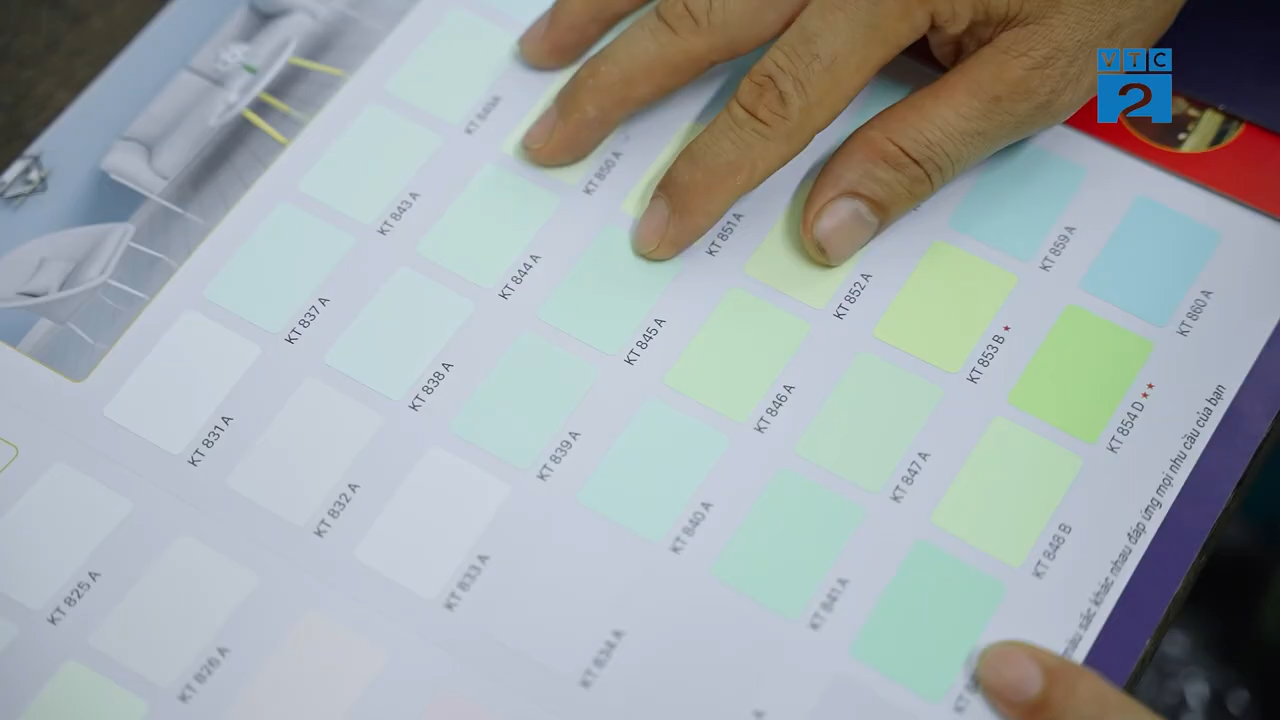 VTC
2
KT 849A
KT 850 A
KT 851 A
KT 852 A
KT 853 B
KT 854 D
KT 843 A
KT 844 A
KT 845 A
KT 846 A
KT 847 A
KT 848 B
KT 859 A
KT 860 A
KT 837 A
KT 838 A
KT 839 A
KT 840 A
KT 841 A
KT 831 A
KT 832 A
KT 833 A
KT 834 A
KT 825 A
KT 826 A
màu sắc khác nhau đáp ứng mọi nhu cầu của bạn